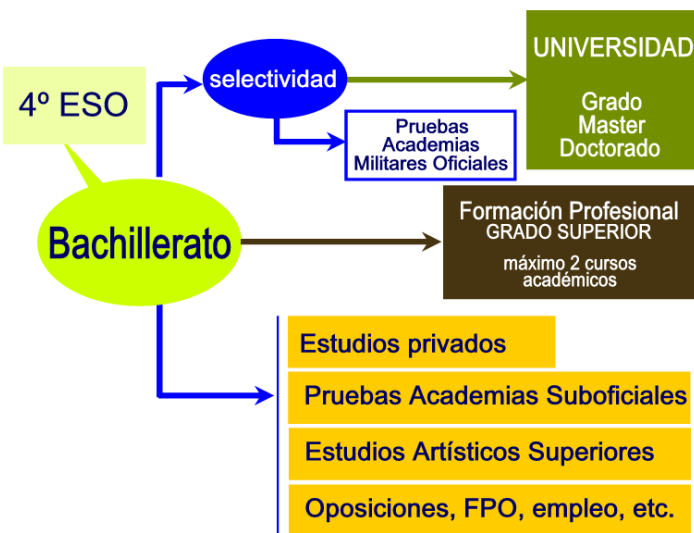 4º ESO
selectividad
UNIVERSIDAD
Grado
Master
Doctorado
Pruebas
Academias
Militares Oficiales
Bachillerato
Formación Profesional
GRADO SUPERIOR
máximo 2 cursos
académicos
Estudios privados
Pruebas Academias Suboficiales
Estudios Artísticos Superiores
Oposiciones, FPO, empleo, etc.